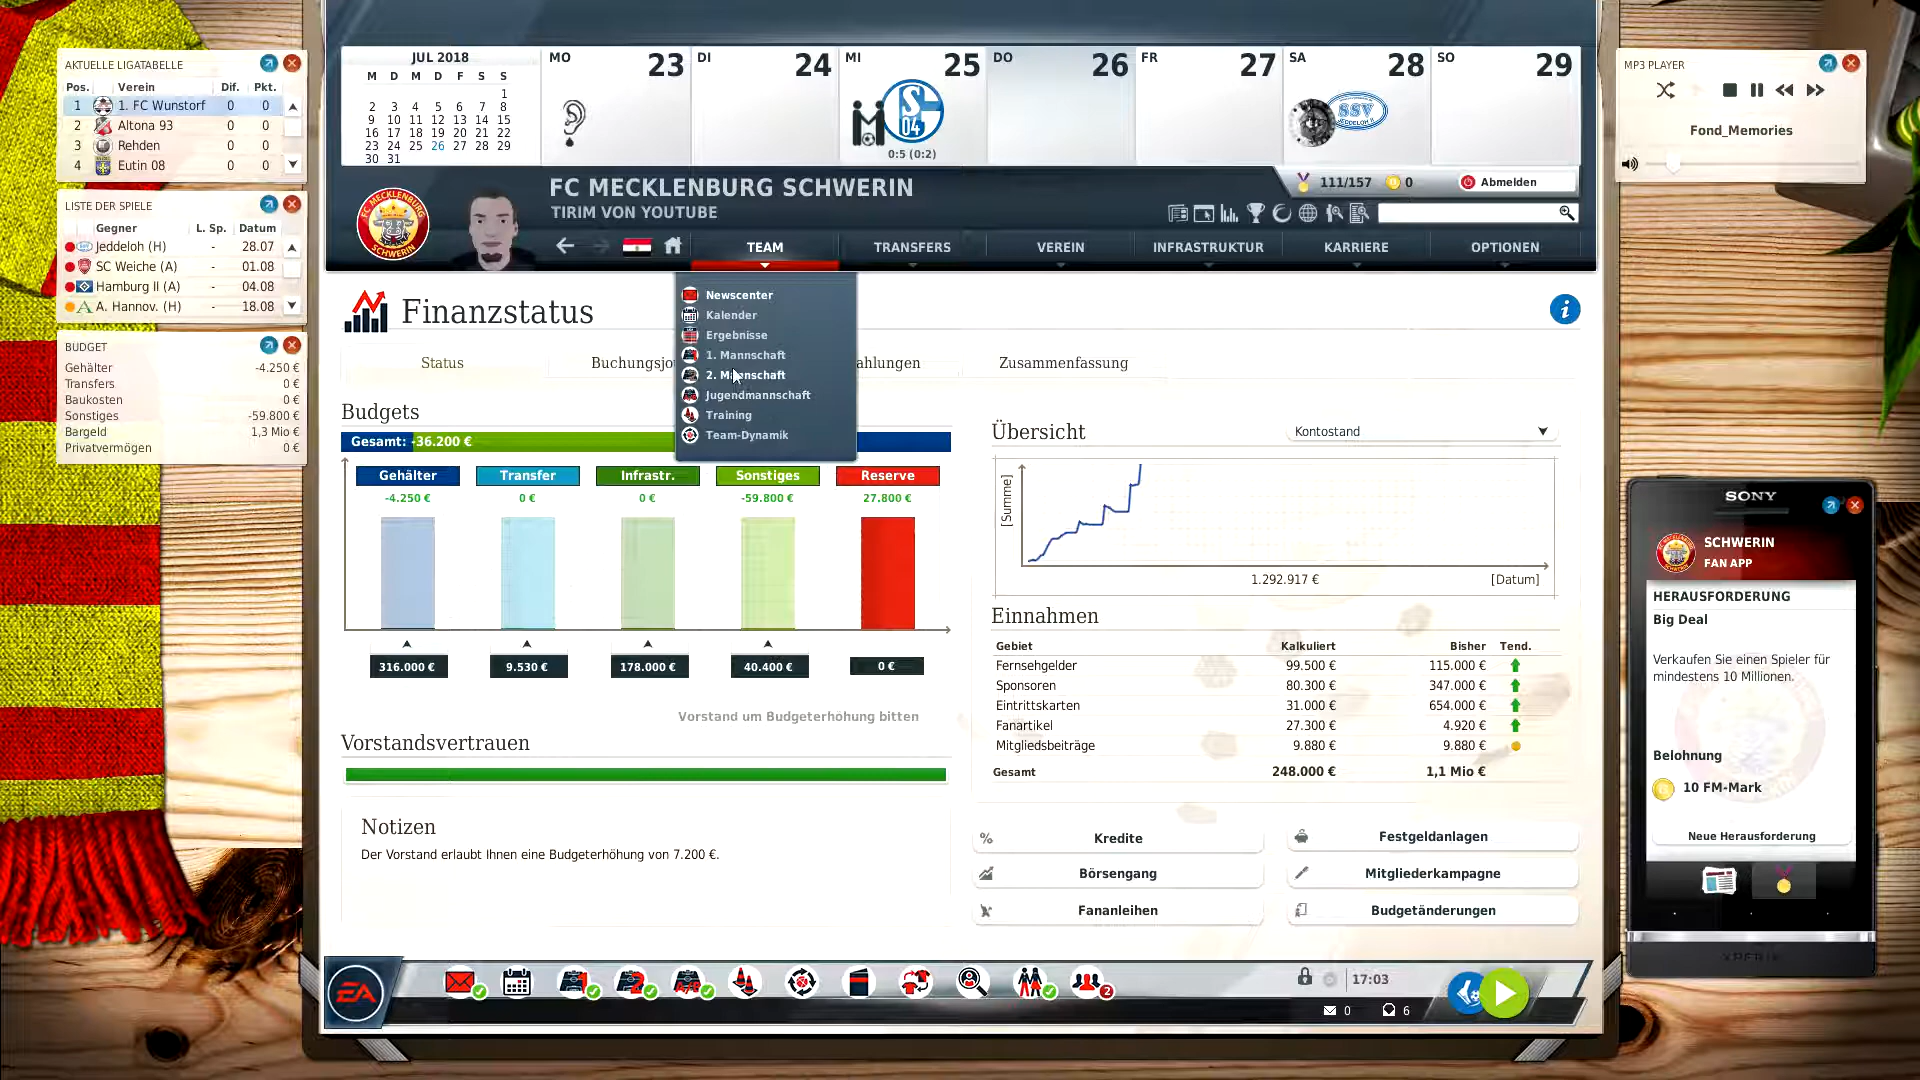 AKTUELLE LIGATABELLE
Pos. Verein Dif. Pkt.
1 1. FC Wunstorf 0 0
2 Altona 93 0 0
3 Rehden 0 0
4 Eutin 08 0 0
LISTE DER SPIELE
Gegner L. Sp. Datum
Jeddeloh (H) - 28.07
SC Weiche (A) - 01.08
Hamburg II (A) - 04.08
A. Hannov. (H) - 18.08
BUDGET
Gehälter -4.250 €
Transfers 0 €
Baukosten 0 €
Sonstiges -59.800 €
Bargeld 1,3 Mio €
Privatvermögen 0 €
JUL 2018
M D M D F S S
1
2 3 4 5 6 7 8
9 10 11 12 13 14 15
16 17 18 19 20 21 22
23 24 25 26 27 28 29
30 31
MO 23 DI 24 MI 25 DO 26 FR 27 SA 28 SO 29
S 04
SSV
JEDDELOH
0:5 (0:2)
FC MECKLENBURG SCHWERIN
TIRIM VON YOUTUBE
FC MECKLENBURG
SCHWERIN
111/157 0 Abmelden
TEAM TRANSFERS VEREIN INFRASTRUKTUR KARRIERE OPTIONEN
Newscenter
Kalender
Ergebnisse
1. Mannschaft
2. Mannschaft
Jugendmannschaft
Training
Team-Dynamik
Finanzstatus
i
Status Buchungsjo ahlungen Zusammenfassung
Budgets
Gesamt: -36.200 €
Gehälter Transfer Infrastr. Sonstiges Reserve
-4.250 € 0 € 0 € -59.800 € 27.800 €
316.000 € 9.530 € 178.000 € 40.400 € 0 €
Vorstand um Budgeterhöhung bitten
Vorstandsvertrauen
Notizen
Der Vorstand erlaubt Ihnen eine Budgeterhöhung von 7.200 €.
Übersicht Kontostand
[Summe]
1.292.917 € [Datum]
Einnahmen
Gebiet Kalkuliert Bisher Tend.
Fernsehgelder 99.500 € 115.000 €
Sponsoren 80.300 € 347.000 €
Eintrittskarten 31.000 € 654.000 €
Fanartikel 27.300 € 4.920 €
Mitgliedsbeiträge 9.880 € 9.880 €
Gesamt 248.000 € 1,1 Mio €
% Kredite Festgeldanlagen
Börsengang Mitgliederkampagne
Fananleihen Budgetänderungen
EA
1 2 A/B
2
17:03
0 6
MP3 PLAYER
Fond_Memories
SONY
SCHWERIN
FAN APP
HERAUSFORDERUNG
Big Deal
Verkaufen Sie einen Spieler für
mindestens 10 Millionen.
Belohnung
10 FM-Mark
Neue Herausforderung
XPERIA